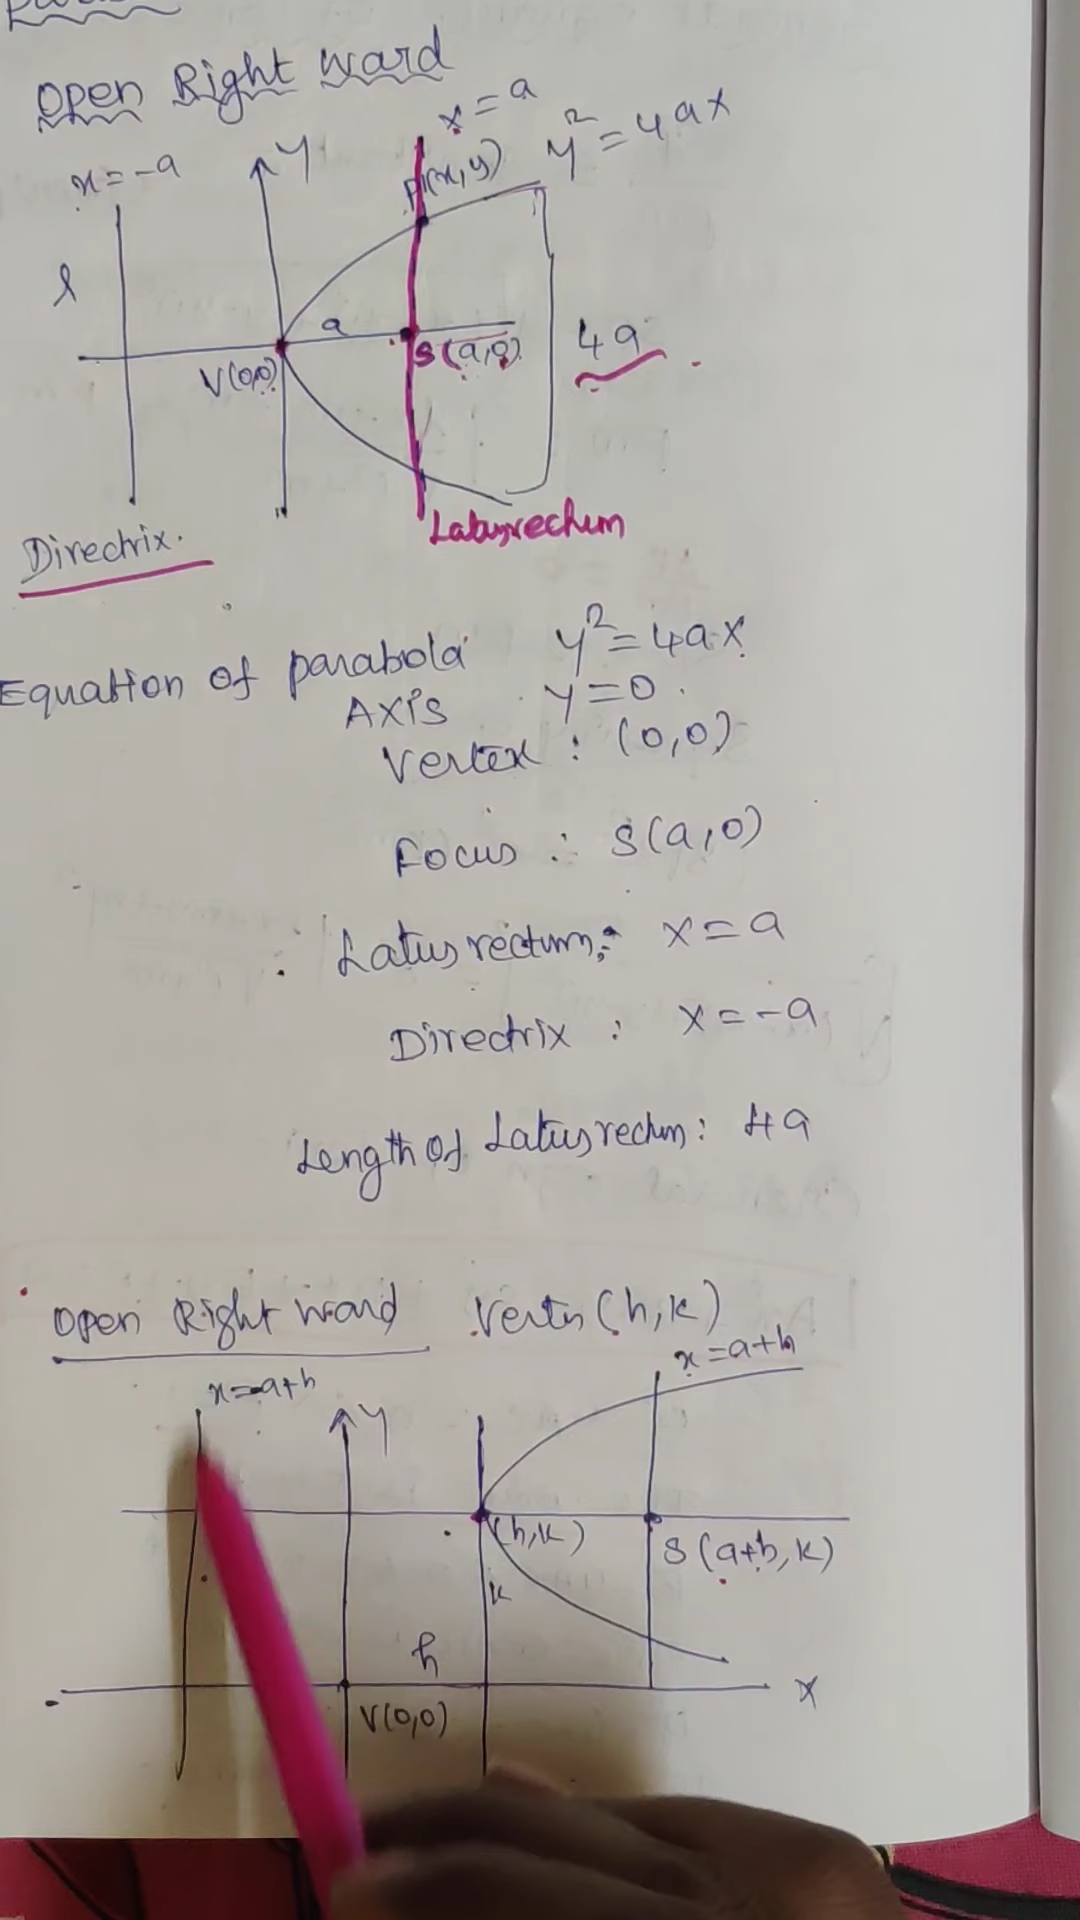 Open Right ward
x = a
y² = 4ax
x = -a
y
P(x,y)
l
a
S(a,0)
4a
V(0,0)
Latusrectum
Directrix.
Equation of parabola y² = 4ax
AXIS y = 0
Vertex : (0,0)
Focus : S(a,0)
Latus rectum: x = a
Directrix : x = -a
Length of Latus rectum: 4a
Open Right ward Vertex (h,k)
x = a+h
x = -a+h
y
(h,k)
S(a+h,k)
k
h
x
V(0,0)